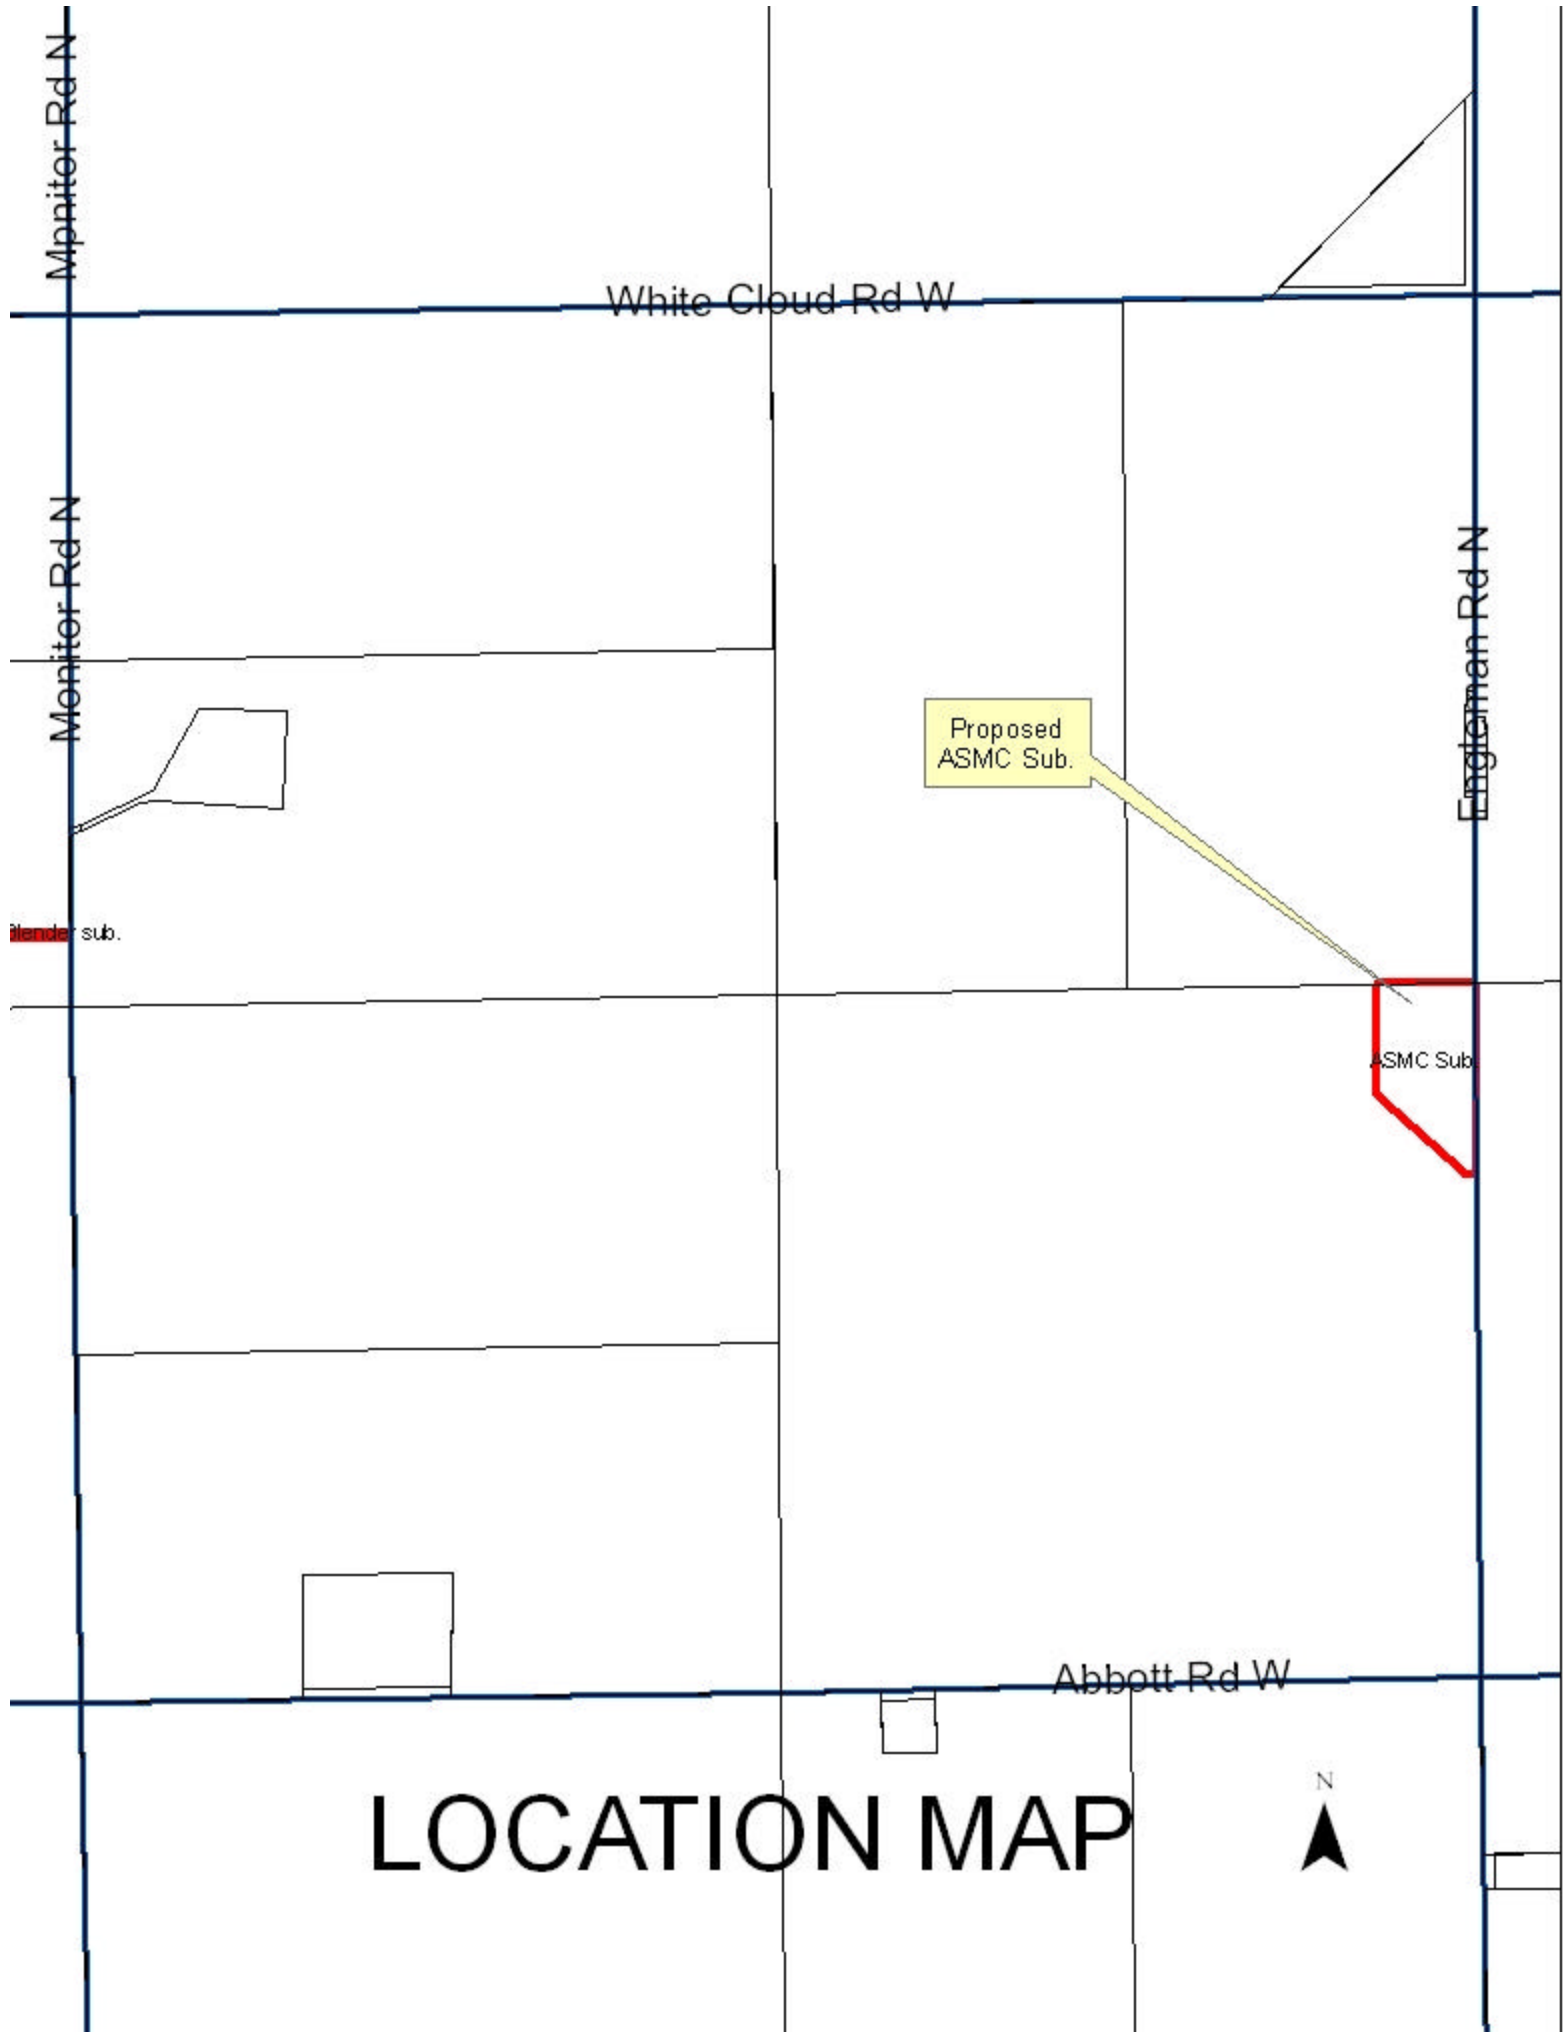 Mpnitor Rd N
White Cloud Rd W
Monitor Rd N
Engleman Rd N
Proposed
ASMC Sub.
Blender sub.
ASMC Sub.
Abbott Rd W
N
LOCATION MAP